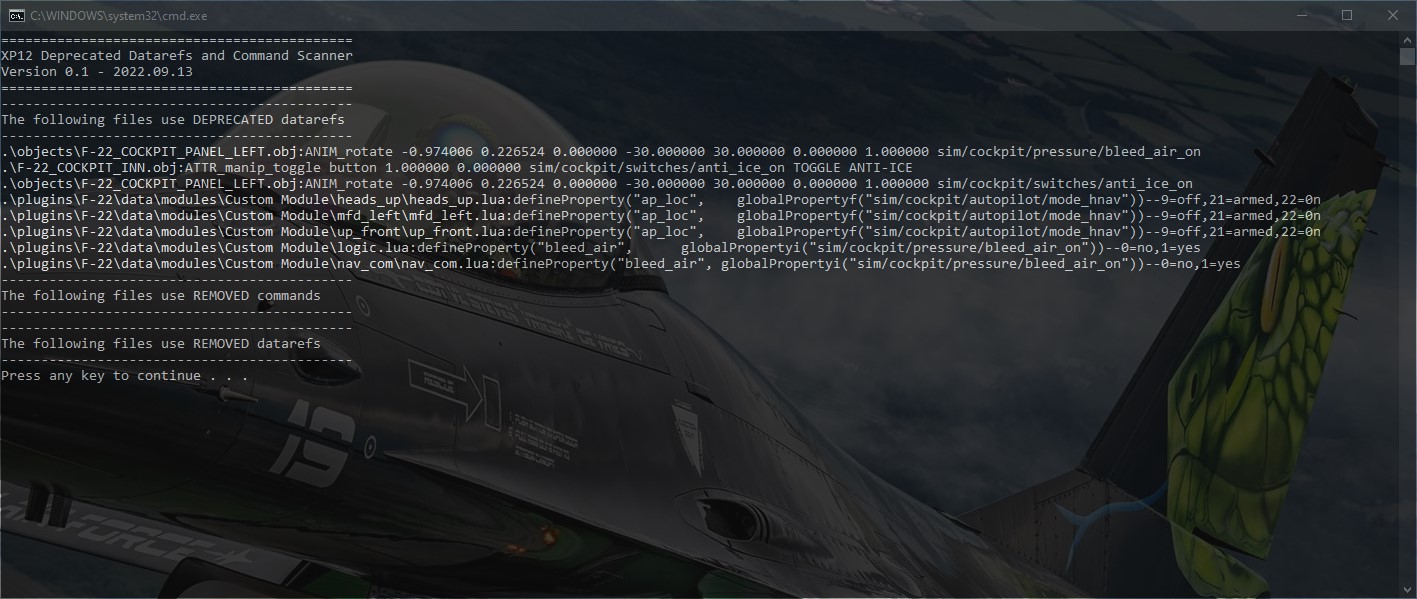 C:\WINDOWS\system32\cmd.exe
============================================
XP12 Deprecated Datarefs and Command Scanner
Version 0.1 - 2022.09.13
============================================
--------------------------------------------
The following files use DEPRECATED datarefs
--------------------------------------------
.\objects\F-22_COCKPIT_PANEL_LEFT.obj:ANIM_rotate -0.974006 0.226524 0.000000 -30.000000 30.000000 0.000000 1.000000 sim/cockpit/pressure/bleed_air_on
.\F-22_COCKPIT_INN.obj:ATTR_manip_toggle button 1.000000 0.000000 sim/cockpit/switches/anti_ice_on TOGGLE ANTI-ICE
.\objects\F-22_COCKPIT_PANEL_LEFT.obj:ANIM_rotate -0.974006 0.226524 0.000000 -30.000000 30.000000 0.000000 1.000000 sim/cockpit/switches/anti_ice_on
.\plugins\F-22\data\modules\Custom Module\heads_up\heads_up.lua:defineProperty("ap_loc",    globalPropertyf("sim/cockpit/autopilot/mode_hnav"))--9=off,21=armed,22=0n
.\plugins\F-22\data\modules\Custom Module\mfd_left\mfd_left.lua:defineProperty("ap_loc",    globalPropertyf("sim/cockpit/autopilot/mode_hnav"))--9=off,21=armed,22=0n
.\plugins\F-22\data\modules\Custom Module\up_front\up_front.lua:defineProperty("ap_loc",    globalPropertyf("sim/cockpit/autopilot/mode_hnav"))--9=off,21=armed,22=0n
.\plugins\F-22\data\modules\Custom Module\logic.lua:defineProperty("bleed_air",      globalPropertyi("sim/cockpit/pressure/bleed_air_on"))--0=no,1=yes
.\plugins\F-22\data\modules\Custom Module\nav_com\nav_com.lua:defineProperty("bleed_air", globalPropertyi("sim/cockpit/pressure/bleed_air_on"))--0=no,1=yes
--------------------------------------------
The following files use REMOVED commands
--------------------------------------------
--------------------------------------------
The following files use REMOVED datarefs
--------------------------------------------
Press any key to continue . . .
19
FORCE